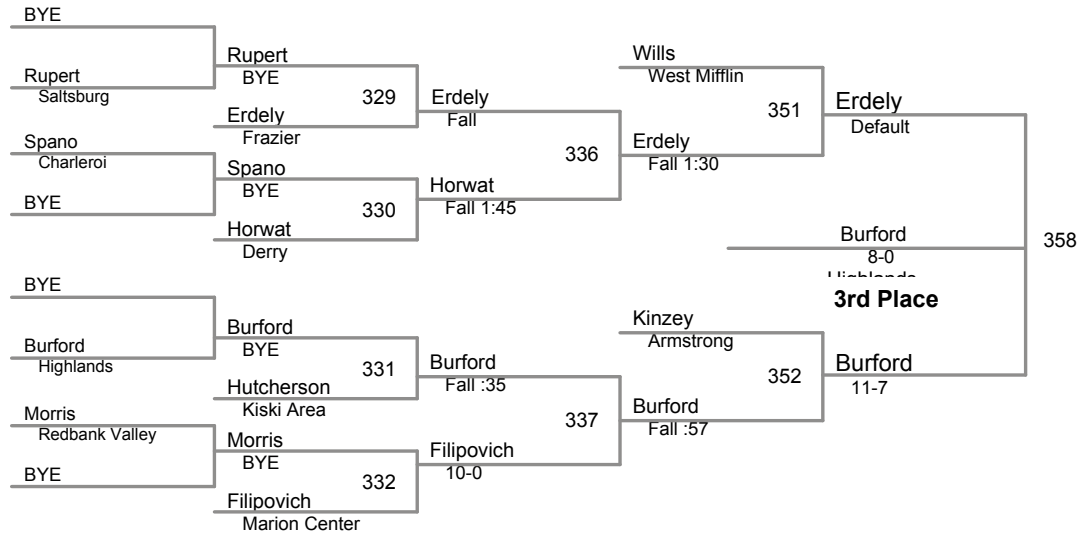 BYE
Rupert
Saltsburg
Spano
Charleroi
BYE
BYE
Burford
Highlands
Morris
Redbank Valley
BYE
Rupert
BYE
329
Erdely
Frazier
Spano
BYE
330
Horwat
Derry
Burford
BYE
331
Hutcherson
Kiski Area
Morris
BYE
332
Filipovich
Marion Center
Erdely
Fall
336
Horwat
Fall 1:45
Burford
Fall :35
337
Filipovich
10-0
Wills
West Mifflin
351
Erdely
Fall 1:30
Kinzey
Armstrong
352
Burford
Fall :57
Erdely
Default
Burford
8-0
Highlands
3rd Place
358
Burford
11-7